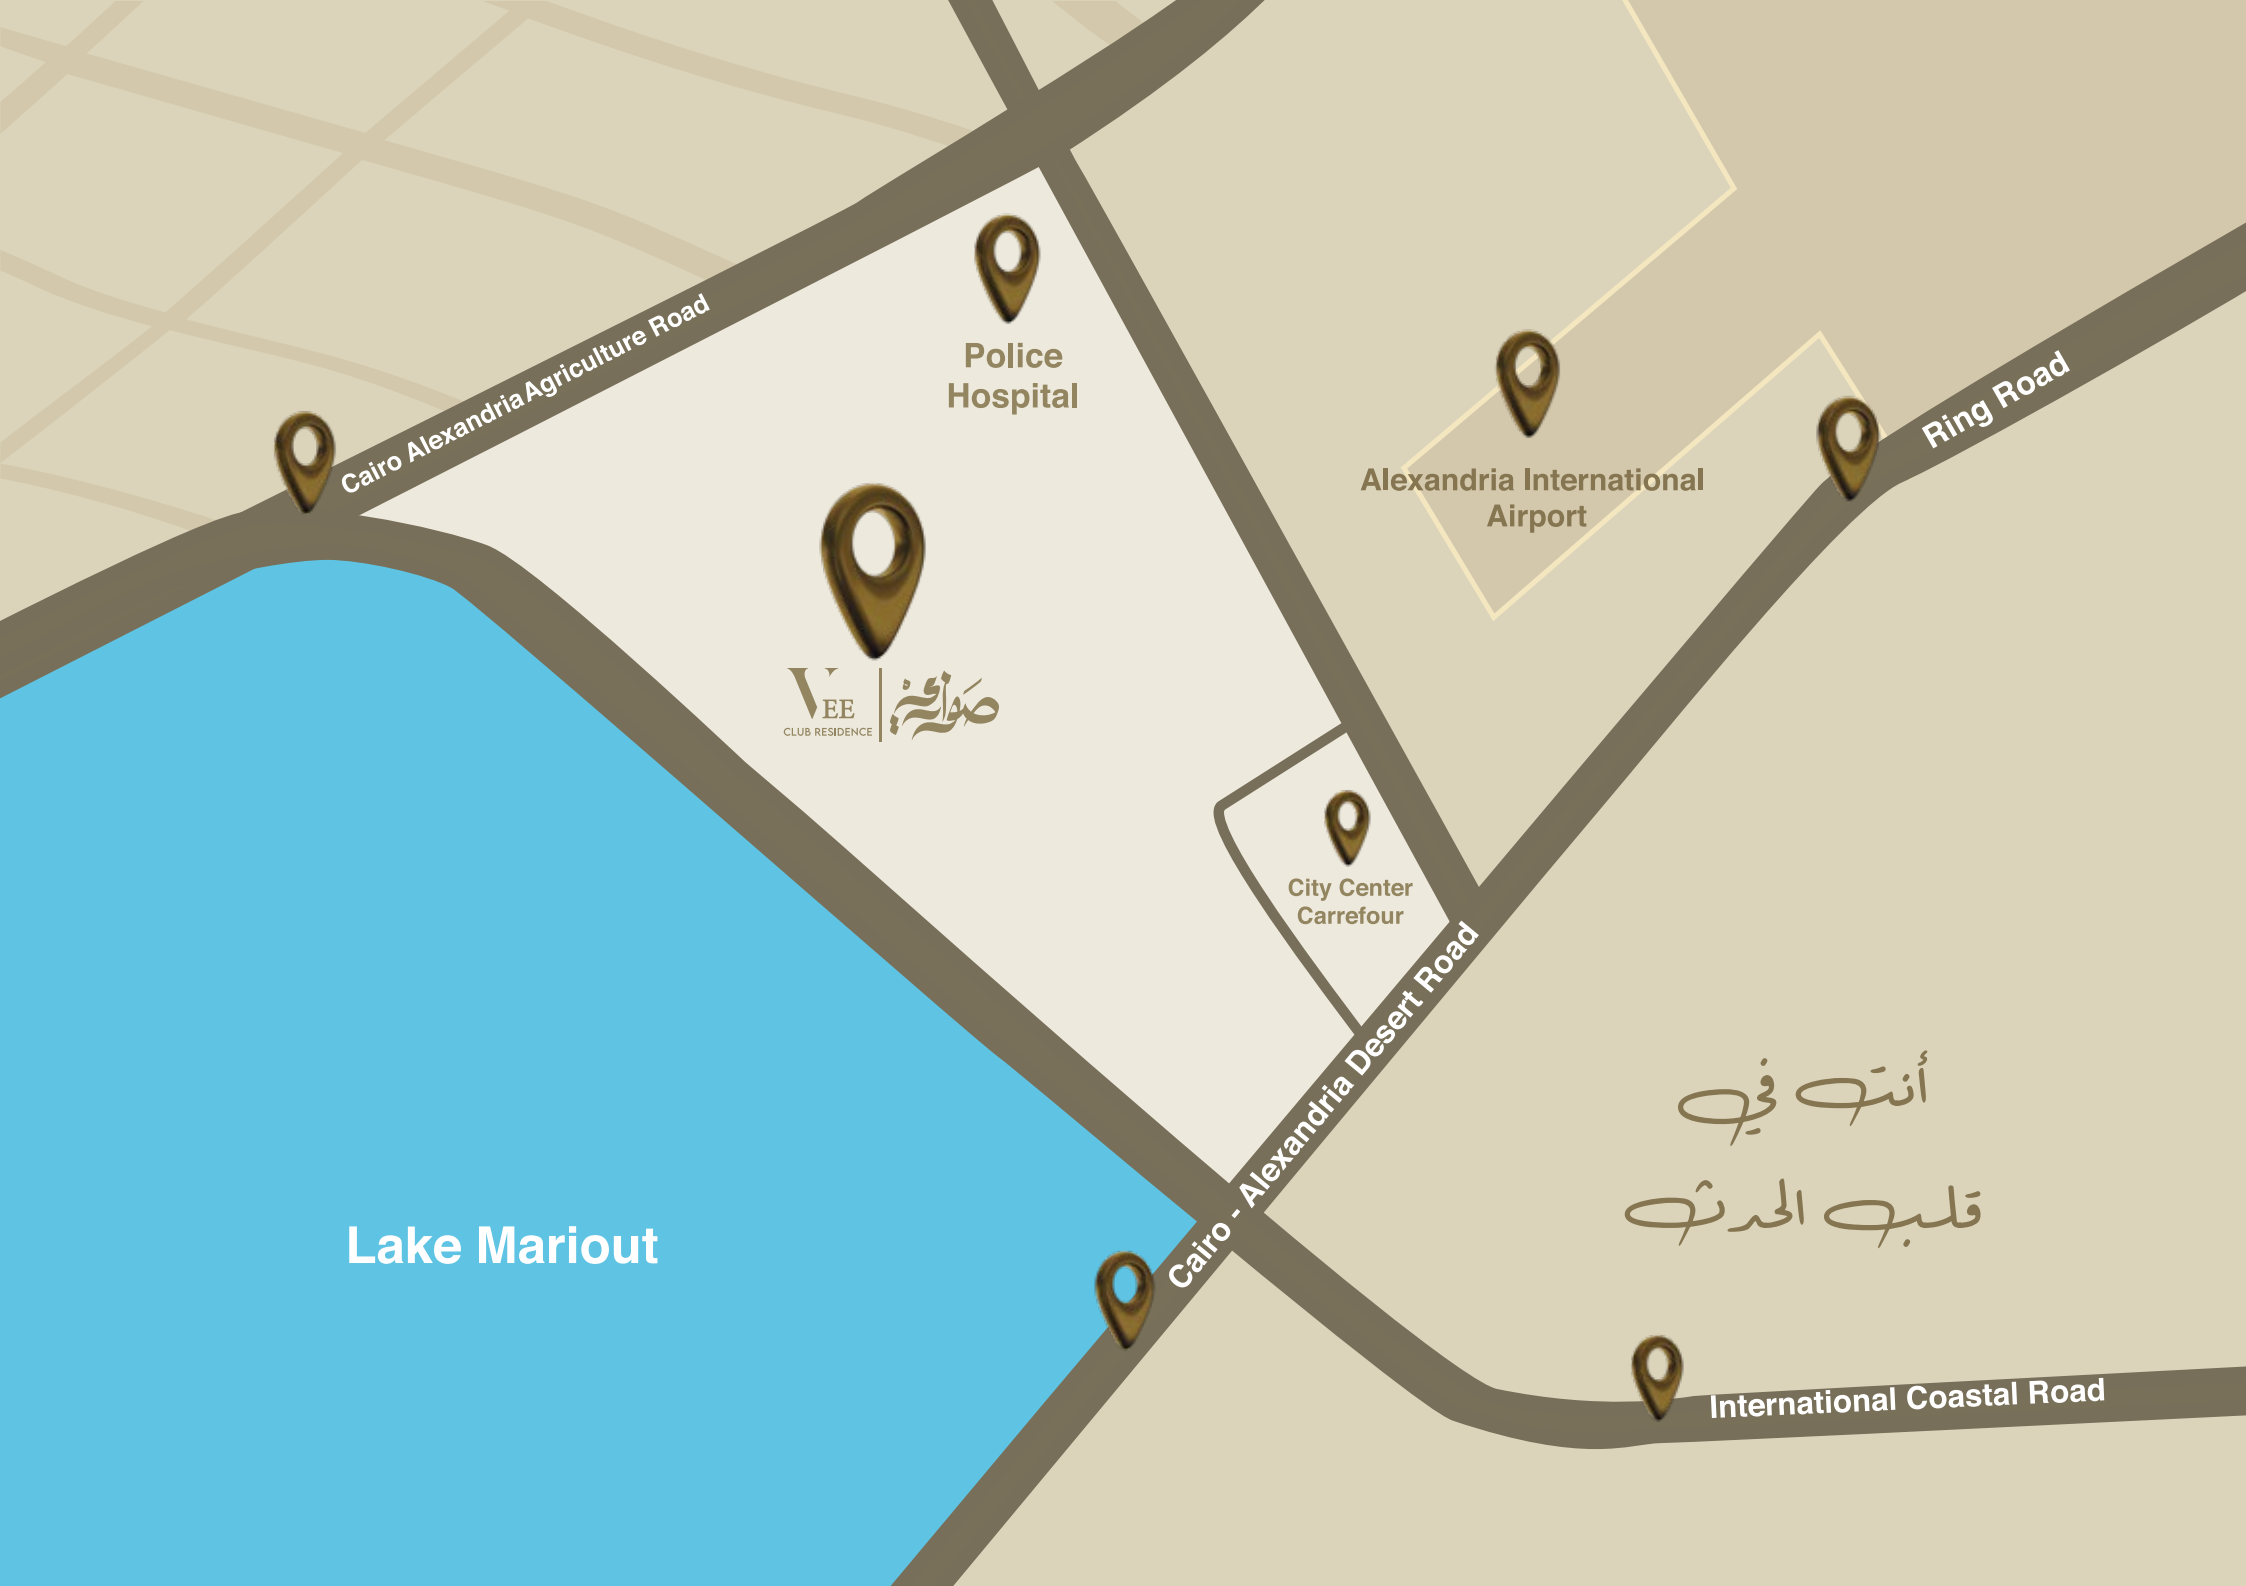 Cairo Alexandria Agriculture Road
Police
Hospital
Alexandria International
Airport
Ring Road
VEE
CLUB RESIDENCE
صواري
City Center
Carrefour
Cairo - Alexandria Desert Road
أنت في
قلب الحدث
Lake Mariout
International Coastal Road